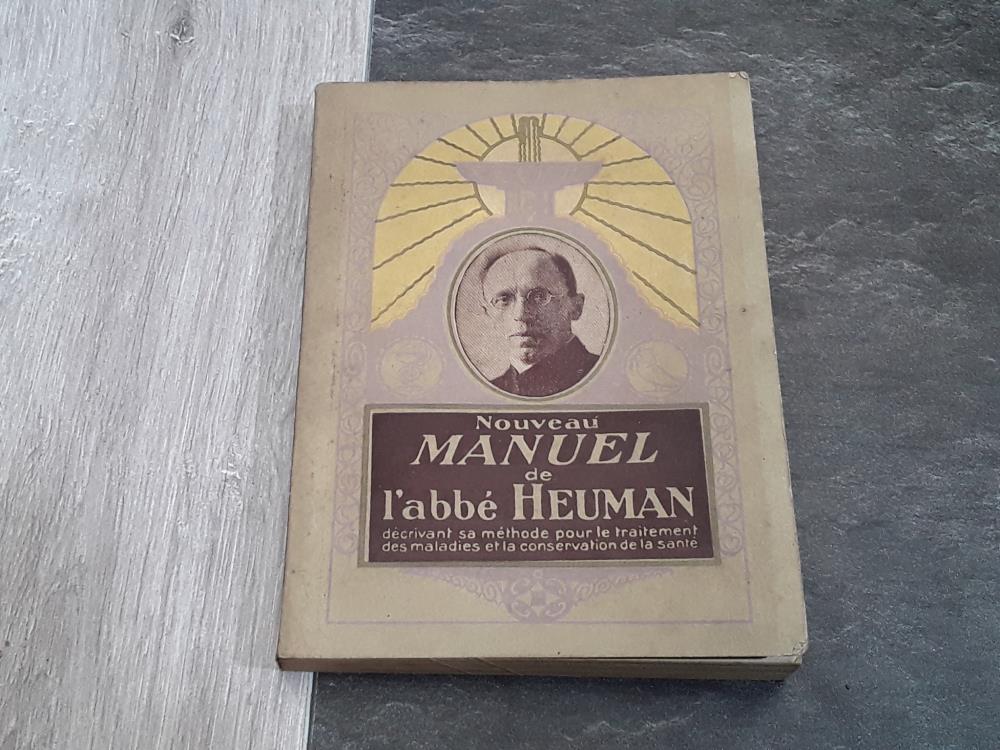 Nouveau
MANUEL
de
l'abbé HEUMAN
décrivant sa méthode pour le traitement
des maladies et la conservation de la santé